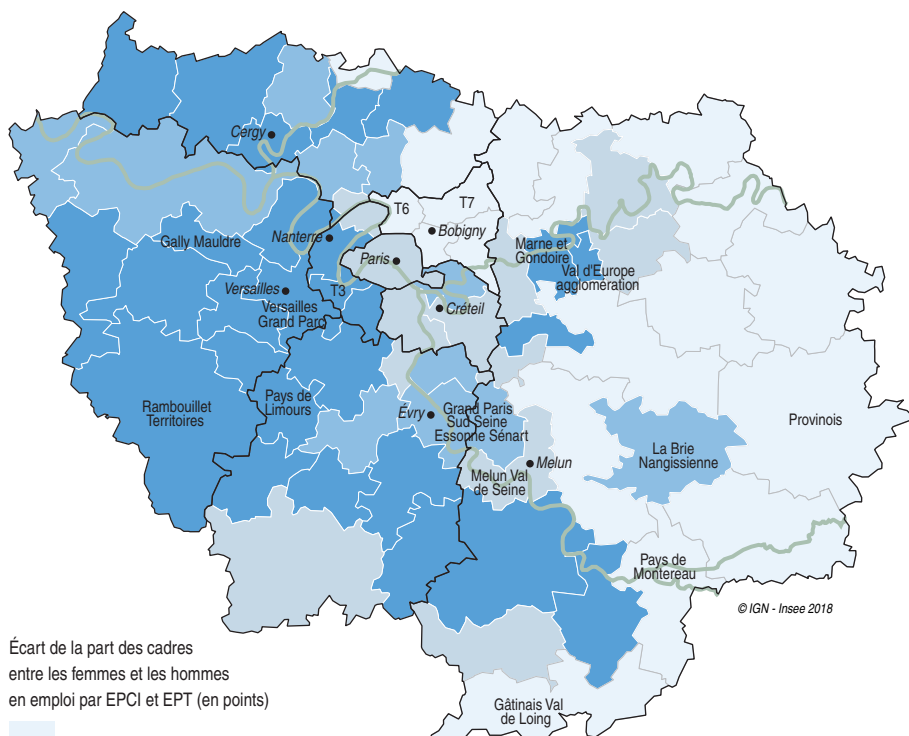 Cergy
T6
T7
Gally Mauldre
Nanterre
Bobigny
Marne et
Gondoire
Paris
Val d'Europe
agglomération
Versailles
T3
Versailles
Grand Parc
Créteil
Rambouillet
Territoires
Pays de
Limours
Évry
Grand Paris
Sud Seine
Essonne Sénart
Provinois
La Brie
Nangissienne
Melun
Melun Val
de Seine
Pays de
Montereau
© IGN - Insee 2018
Écart de la part des cadres
entre les femmes et les hommes
en emploi par EPCI et EPT (en points)
Gâtinais Val
de Loing